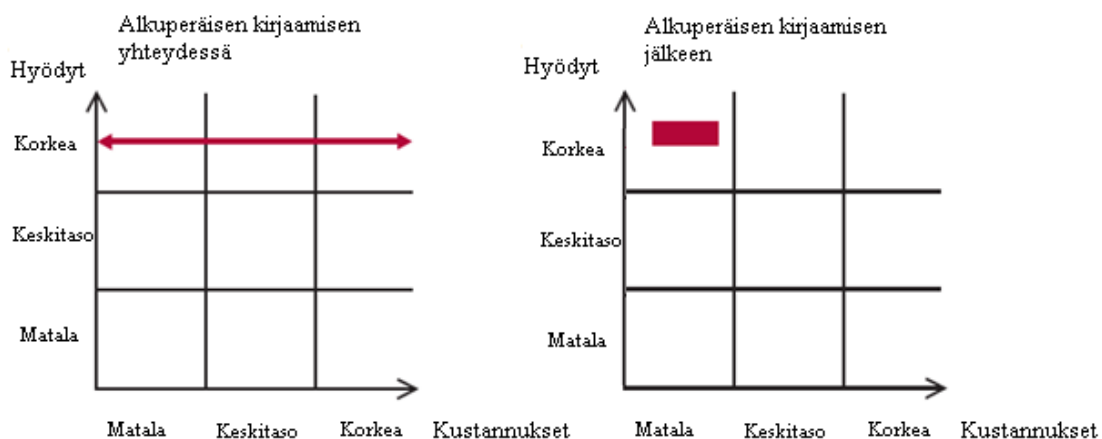 Alkuperäisen kirjaamisen
yhteydessä
Hyödyt
Korkea
Keskitaso
Matala
Matala Keskitaso Korkea Kustannukset
Alkuperäisen kirjaamisen
jälkeen
Hyödyt
Korkea
Keskitaso
Matala
Matala Keskitaso Korkea Kustannukset